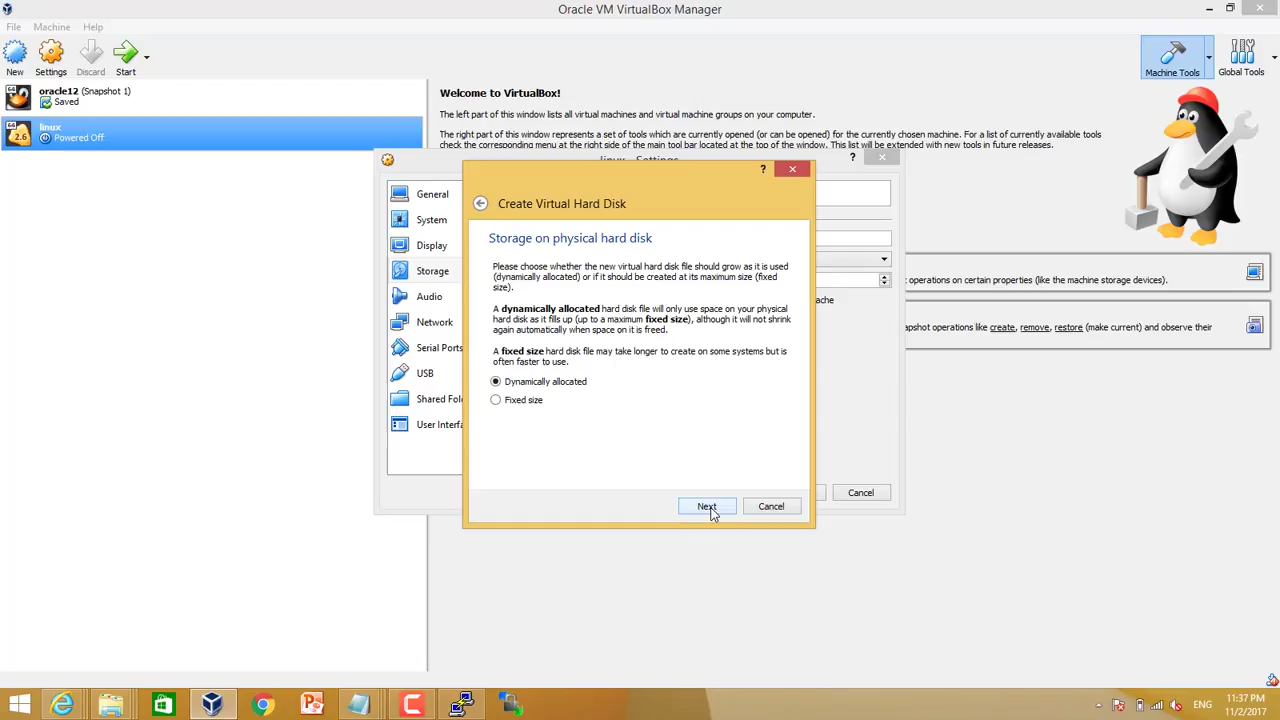 Oracle VM VirtualBox Manager
File Machine Help
New Settings Discard Start
Machine Tools Global Tools
64 oracle12 (Snapshot 1)
Saved
64 2.6 linux
Powered Off
Welcome to VirtualBox!
The left part of this window lists all virtual machines and virtual machine groups on your computer.
The right part of this window represents a set of tools which are currently opened (or can be opened) for the currently chosen machine. For a list of currently available tools
check the corresponding menu at the right side of the main tool bar located at the top of the window. This list will be extended with new tools in future releases.
linux - Settings
?
General
System
Display
Storage
Audio
Network
Serial Ports
USB
Shared Fol
User Interfa
ache
Cancel
?
Create Virtual Hard Disk
Storage on physical hard disk
Please choose whether the new virtual hard disk file should grow as it is used
(dynamically allocated) or if it should be created at its maximum size (fixed
size).
A dynamically allocated hard disk file will only use space on your physical
hard disk as it fills up (up to a maximum fixed size), although it will not shrink
again automatically when space on it is freed.
A fixed size hard disk file may take longer to create on some systems but is
often faster to use.
Dynamically allocated
Fixed size
Next Cancel
t operations on certain properties (like the machine storage devices).
apshot operations like create, remove, restore (make current) and observe their
ENG
11:37 PM
11/2/2017